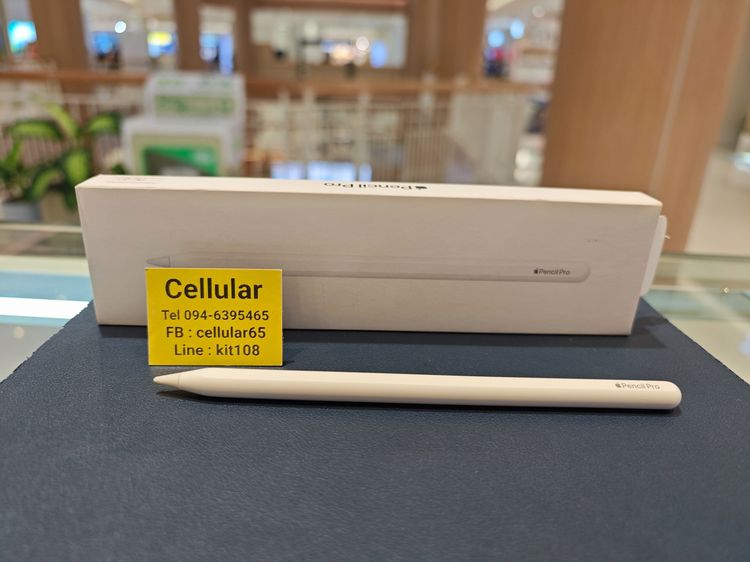 Pencil Pro
Pencil Pro
Cellular
Tel 094-6395465
FB : cellular65
Line : kit108
Pencil Pro